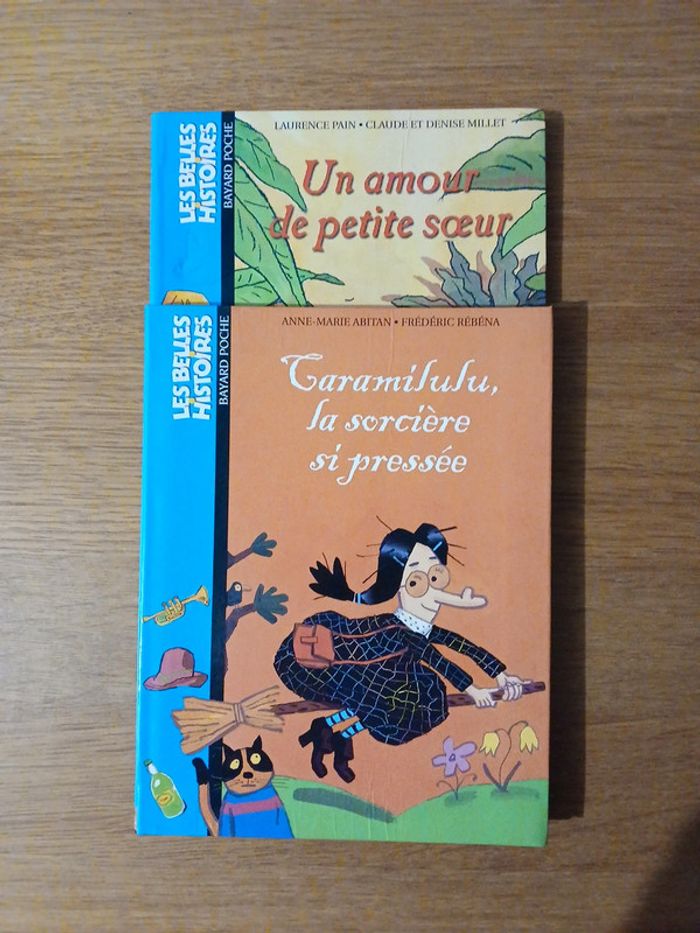 LES BELLES
HISTOIRES
BAYARD POCHE
LAURENCE PAIN • CLAUDE ET DENISE MILLET
Un amour
de petite sœur
LES BELLES
HISTOIRES
BAYARD POCHE
ANNE-MARIE ABITAN • FRÉDÉRIC RÉBÉNA
Caramilulu,
la sorcière
si pressée